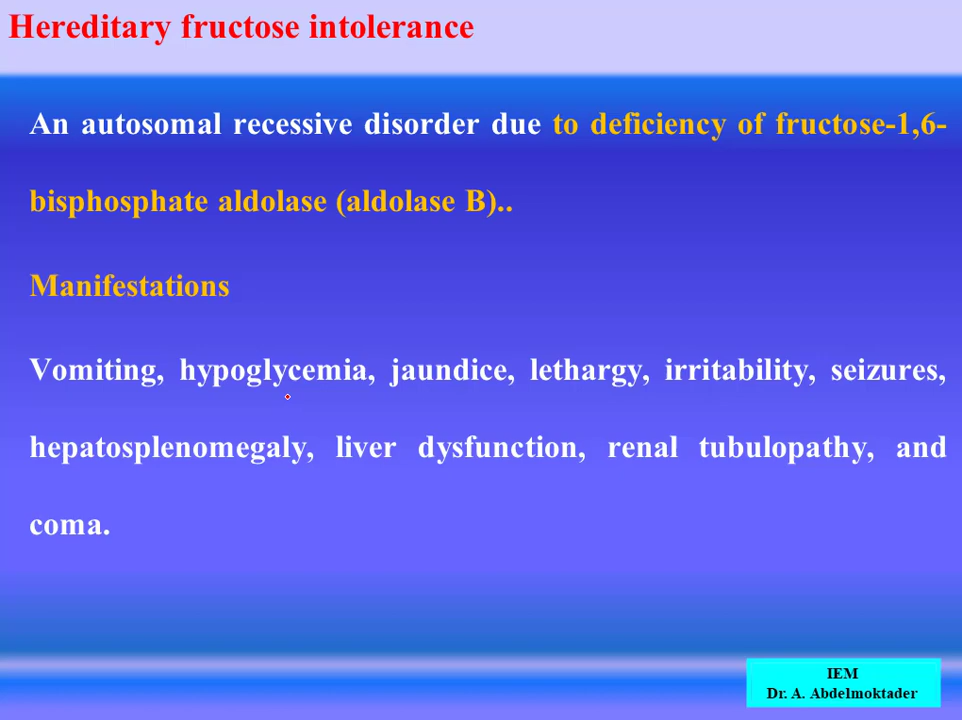 Hereditary fructose intolerance
An autosomal recessive disorder due to deficiency of fructose-1,6-
bisphosphate aldolase (aldolase B)..
Manifestations
Vomiting, hypoglycemia, jaundice, lethargy, irritability, seizures,
hepatosplenomegaly, liver dysfunction, renal tubulopathy, and
coma.
IEM
Dr. A. Abdelmoktader